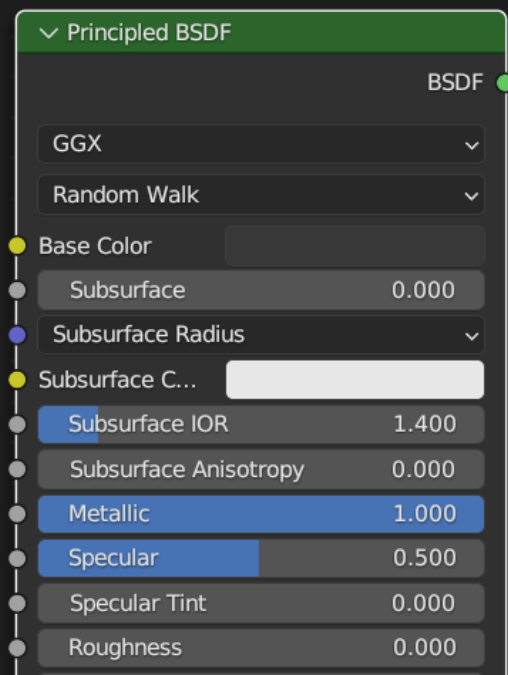 Principled BSDF
BSDF
GGX
Random Walk
Base Color
Subsurface 0.000
Subsurface Radius
Subsurface C...
Subsurface IOR 1.400
Subsurface Anisotropy 0.000
Metallic 1.000
Specular 0.500
Specular Tint 0.000
Roughness 0.000